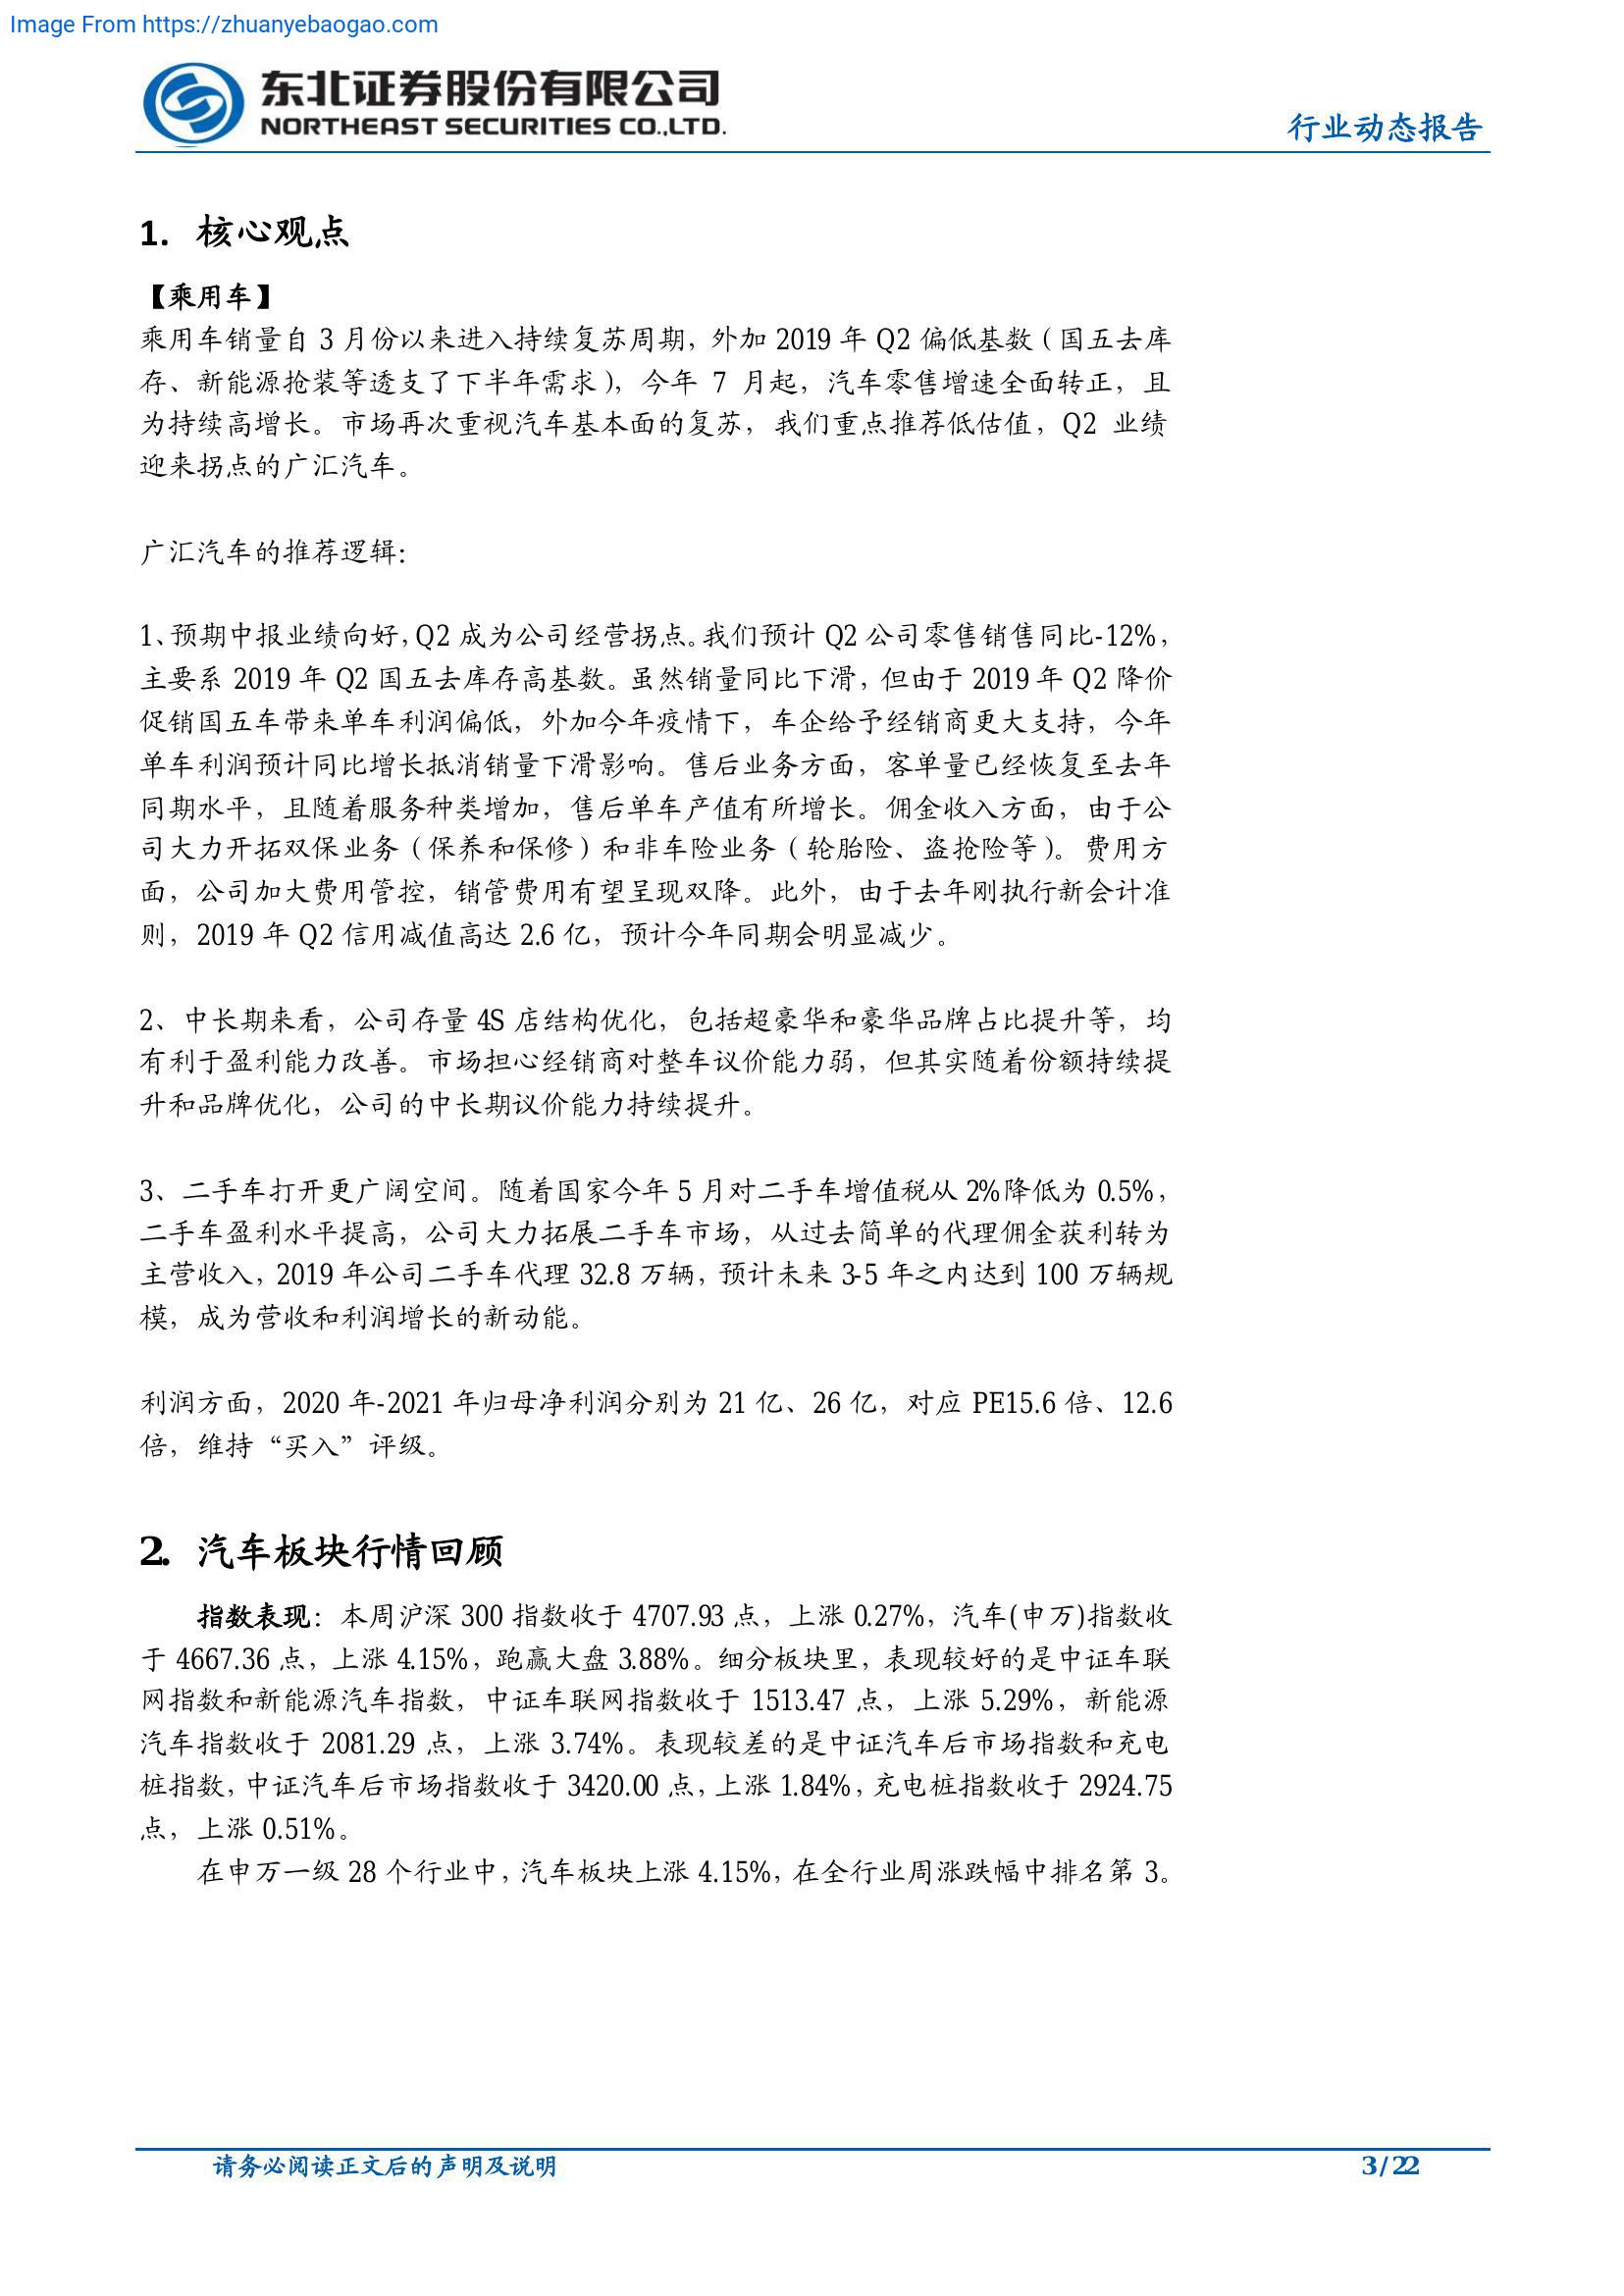 Image From https://zhuanyebaogao.com
东北证券股份有限公司
NORTHEAST SECURITIES CO.,LTD.
行业动态报告
1. 核心观点
【乘用车】
乘用车销量自 3 月份以来进入持续复苏周期，外加 2019 年 Q2 偏低基数（国五去库
存、新能源抢装等透支了下半年需求），今年 7 月起，汽车零售增速全面转正，且
为持续高增长。市场再次重视汽车基本面的复苏，我们重点推荐低估值，Q2 业绩
迎来拐点的广汇汽车。
广汇汽车的推荐逻辑：
1、预期中报业绩向好，Q2 成为公司经营拐点。我们预计 Q2 公司零售销售同比-12%，
主要系 2019 年 Q2 国五去库存高基数。虽然销量同比下滑，但由于 2019 年 Q2 降价
促销国五车带来单车利润偏低，外加今年疫情下，车企给予经销商更大支持，今年
单车利润预计同比增长抵消销量下滑影响。售后业务方面，客单量已经恢复至去年
同期水平，且随着服务种类增加，售后单车产值有所增长。佣金收入方面，由于公
司大力开拓双保业务（保养和保修）和非车险业务（轮胎险、盗抢险等）。费用方
面，公司加大费用管控，销管费用有望呈现双降。此外，由于去年刚执行新会计准
则，2019 年 Q2 信用减值高达 2.6 亿，预计今年同期会明显减少。
2、中长期来看，公司存量 4S 店结构优化，包括超豪华和豪华品牌占比提升等，均
有利于盈利能力改善。市场担心经销商对整车议价能力弱，但其实随着份额持续提
升和品牌优化，公司的中长期议价能力持续提升。
3、二手车打开更广阔空间。随着国家今年 5 月对二手车增值税从 2%降低为 0.5%，
二手车盈利水平提高，公司大力拓展二手车市场，从过去简单的代理佣金获利转为
主营收入，2019 年公司二手车代理 32.8 万辆，预计未来 3-5 年之内达到 100 万辆规
模，成为营收和利润增长的新动能。
利润方面，2020 年-2021 年归母净利润分别为 21 亿、26 亿，对应 PE15.6 倍、12.6
倍，维持“买入”评级。
2. 汽车板块行情回顾
指数表现：本周沪深 300 指数收于 4707.93 点，上涨 0.27%，汽车(申万)指数收
于 4667.36 点，上涨 4.15%，跑赢大盘 3.88%。细分板块里，表现较好的是中证车联
网指数和新能源汽车指数，中证车联网指数收于 1513.47 点，上涨 5.29%，新能源
汽车指数收于 2081.29 点，上涨 3.74%。表现较差的是中证汽车后市场指数和充电
桩指数，中证汽车后市场指数收于 3420.00 点，上涨 1.84%，充电桩指数收于 2924.75
点，上涨 0.51%。
在申万一级 28 个行业中，汽车板块上涨 4.15%，在全行业周涨跌幅中排名第 3。
请务必阅读正文后的声明及说明
3 / 22